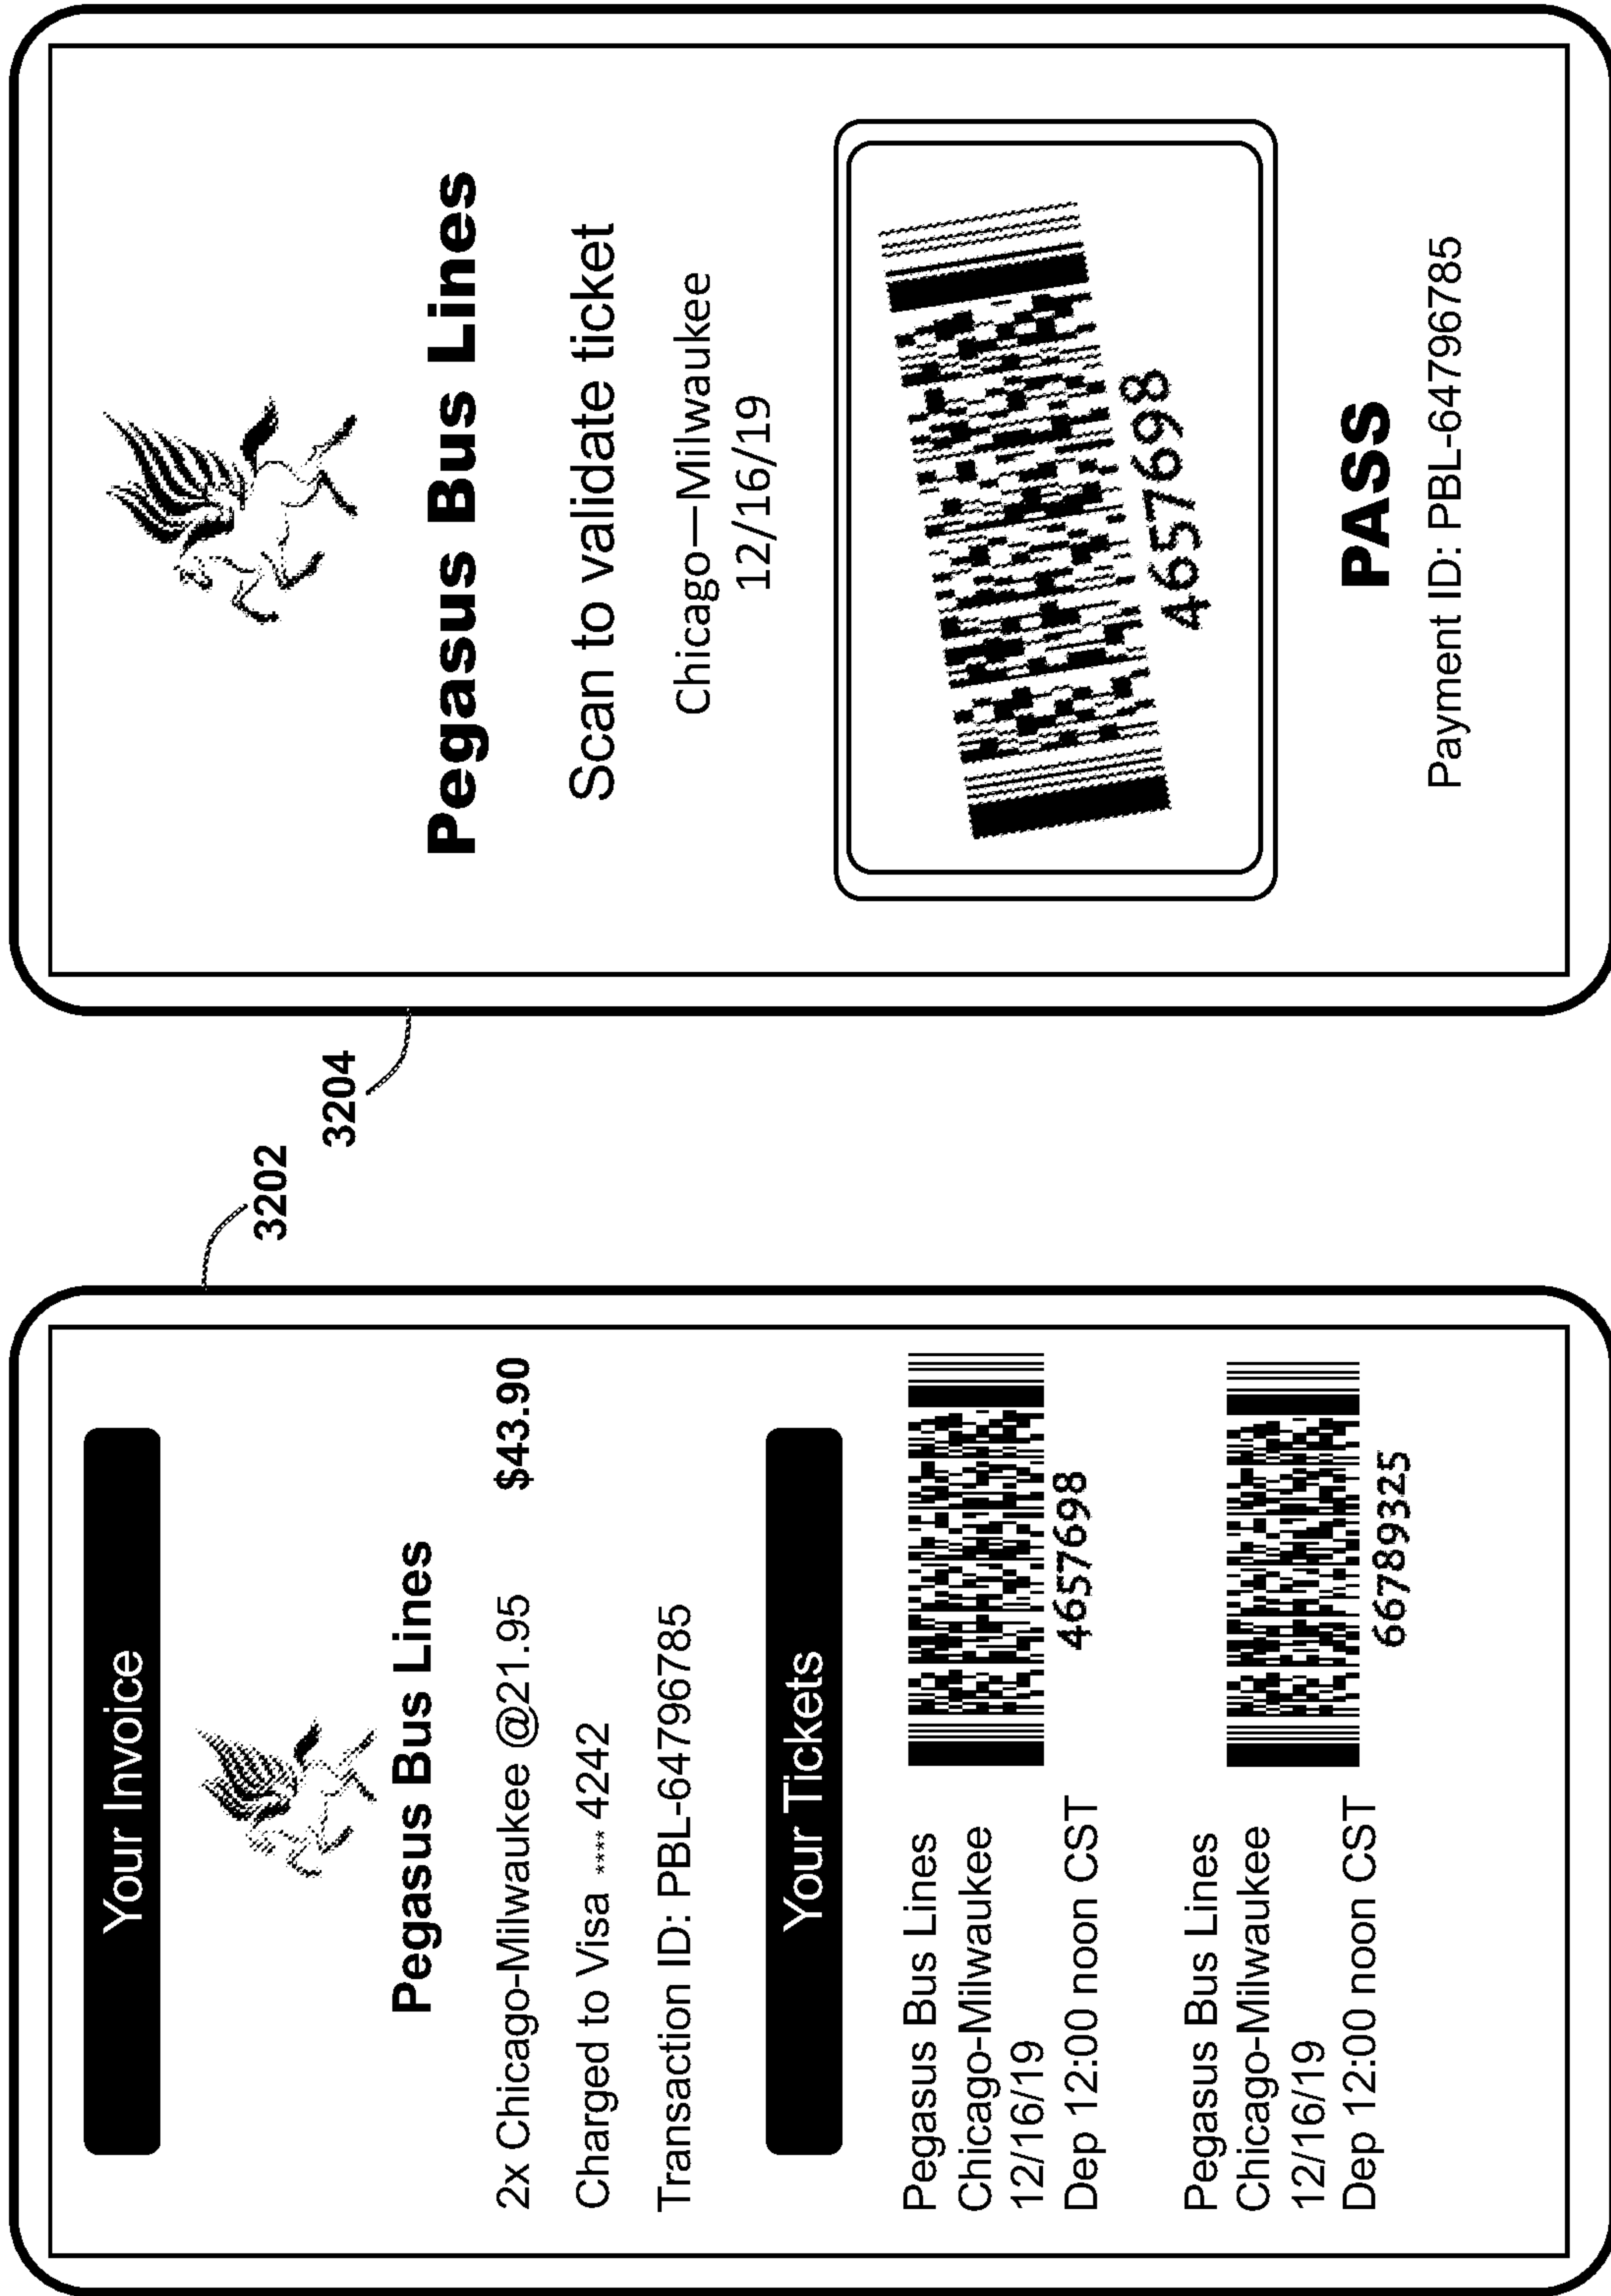 3202
Your Invoice
Pegasus Bus Lines
2x Chicago-Milwaukee @21.95 $43.90
Charged to Visa **** 4242
Transaction ID: PBL-64796785
Your Tickets
Pegasus Bus Lines
Chicago-Milwaukee
12/16/19
Dep 12:00 noon CST
4657698
Pegasus Bus Lines
Chicago-Milwaukee
12/16/19
Dep 12:00 noon CST
66789325
3204
Pegasus Bus Lines
Scan to validate ticket
Chicago—Milwaukee
12/16/19
4657698
PASS
Payment ID: PBL-64796785